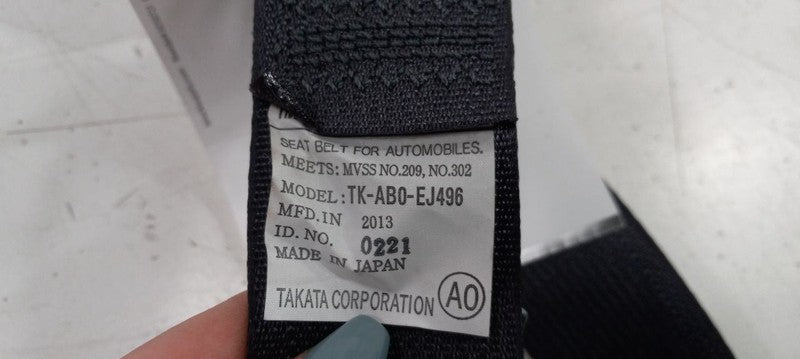 SEAT BELT FOR AUTOMOBILES.
MEETS: MVSS NO.209, NO.302
MODEL: TK-AB0-EJ496
MFD.IN 2013
ID. NO. 0221
MADE IN JAPAN
TAKATA CORPORATION AO